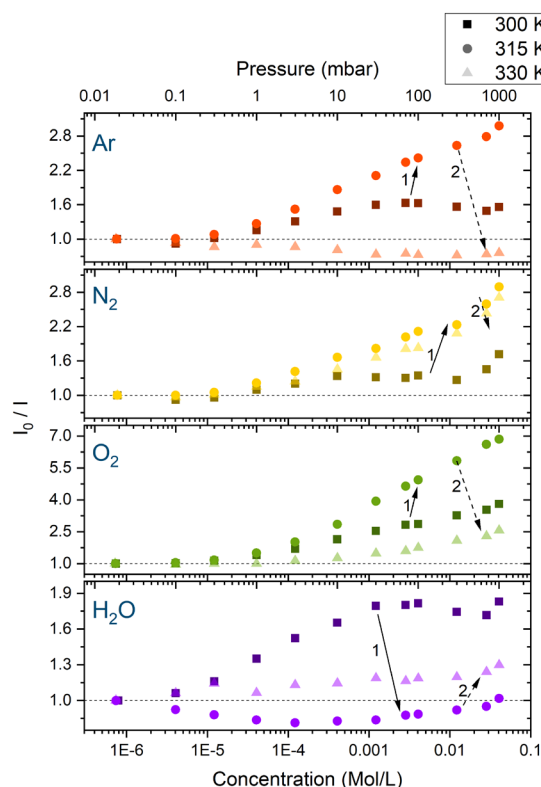 300 K
315 K
330 K
Pressure (mbar)
0.01 0.1 1 10 100 1000
Ar
2.8
2.2
1.6
1.0
1
2
N₂
2.8
2.2
1.6
1.0
1
2
I₀ / I
O₂
7.0
5.5
4.0
2.5
1.0
1
2
H₂O
1.9
1.6
1.3
1.0
1
2
1E-6 1E-5 1E-4 0.001 0.01 0.1
Concentration (Mol/L)